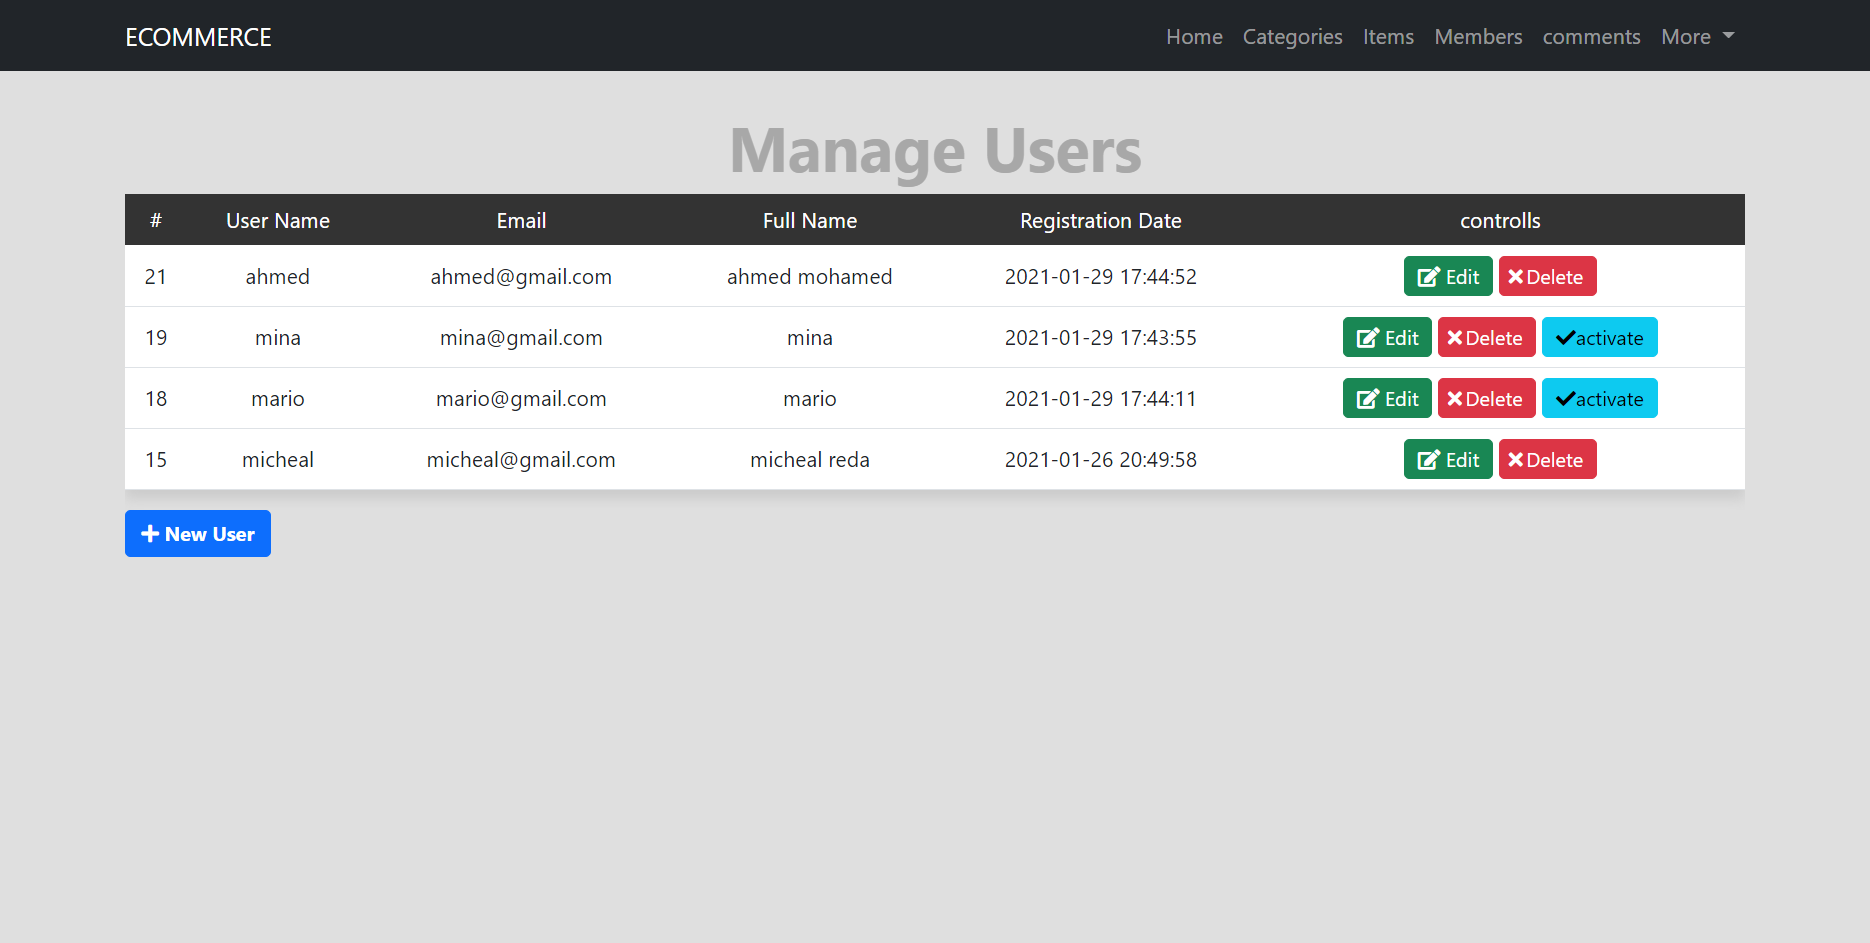 ECOMMERCE Home Categories Items Members comments More
Manage Users
# User Name Email Full Name Registration Date controlls
21 ahmed ahmed@gmail.com ahmed mohamed 2021-01-29 17:44:52 Edit Delete
19 mina mina@gmail.com mina 2021-01-29 17:43:55 Edit Delete activate
18 mario mario@gmail.com mario 2021-01-29 17:44:11 Edit Delete activate
15 micheal micheal@gmail.com micheal reda 2021-01-26 20:49:58 Edit Delete
New User